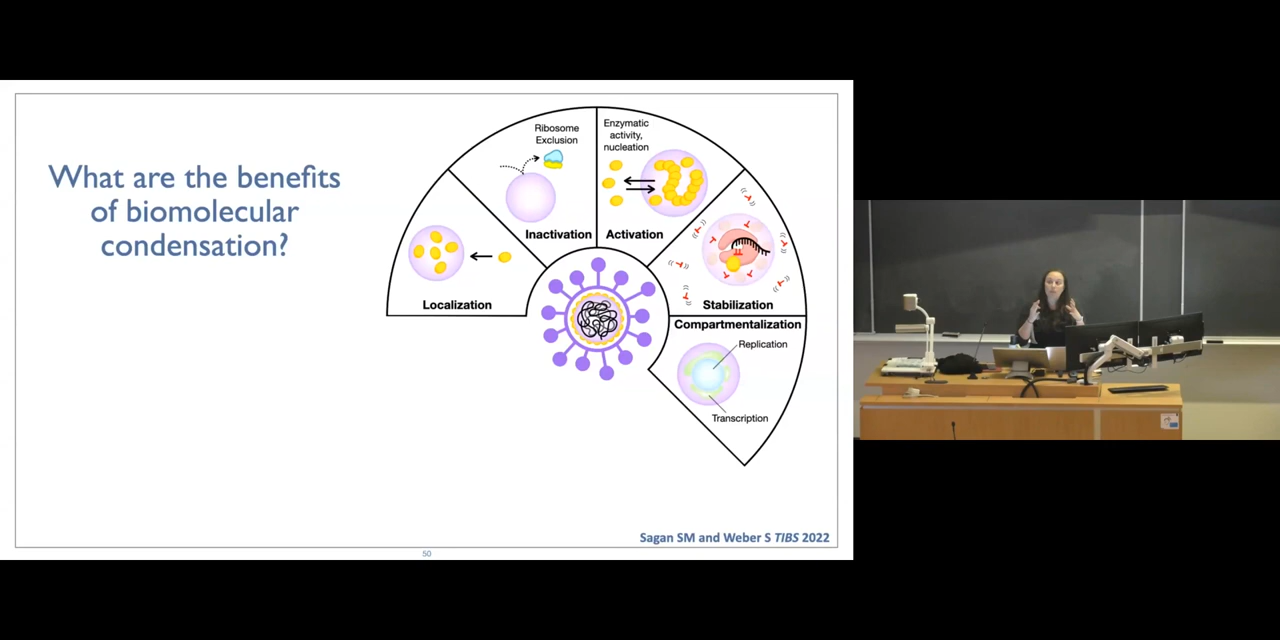 What are the benefits
of biomolecular
condensation?
Localization
Ribosome
Exclusion
Inactivation
Enzymatic
activity,
nucleation
Activation
Stabilization
Compartmentalization
Replication
Transcription
Sagan SM and Weber S TIBS 2022
50